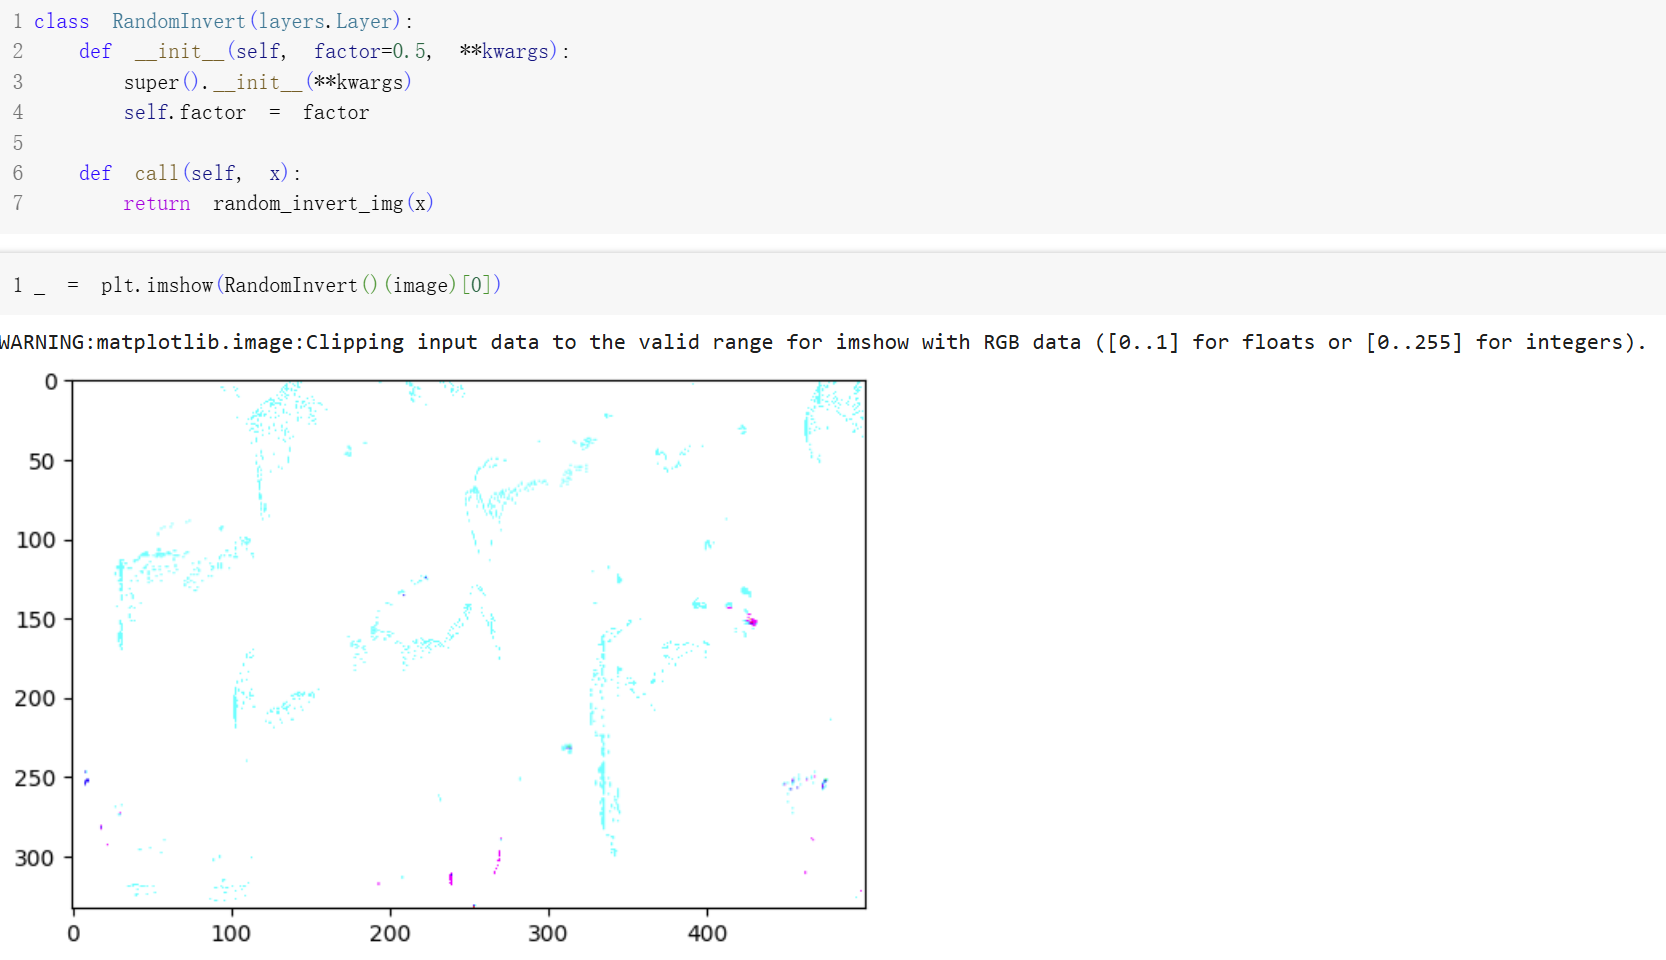 1 class RandomInvert(layers.Layer):
2 def __init__(self, factor=0.5, **kwargs):
3 super().__init__(**kwargs)
4 self.factor = factor
5
6 def call(self, x):
7 return random_invert_img(x)
1 _ = plt.imshow(RandomInvert()(image)[0])
WARNING:matplotlib.image:Clipping input data to the valid range for imshow with RGB data ([0..1] for floats or [0..255] for integers).
0
50
100
150
200
250
300
0 100 200 300 400